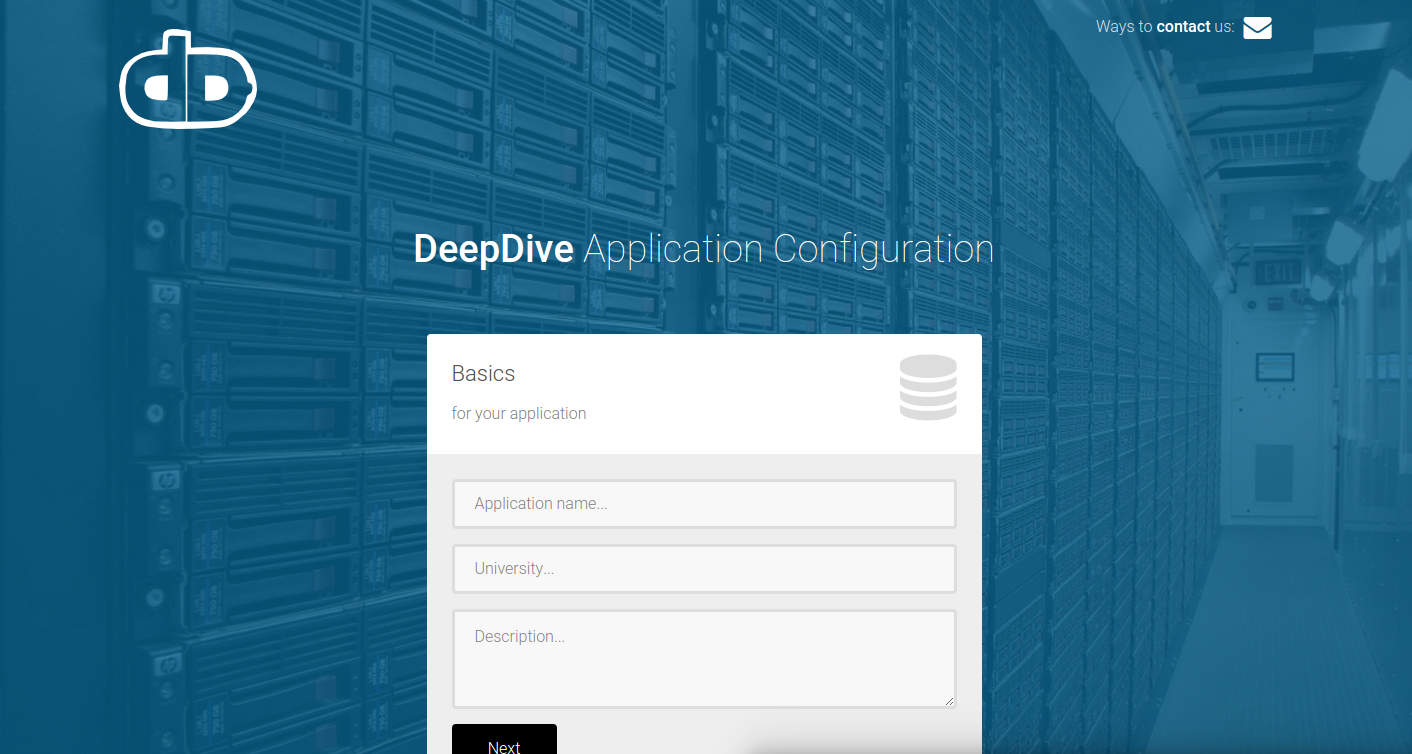 Ways to contact us:
DeepDive Application Configuration
Basics
for your application
Application name...
University...
Description...
Next